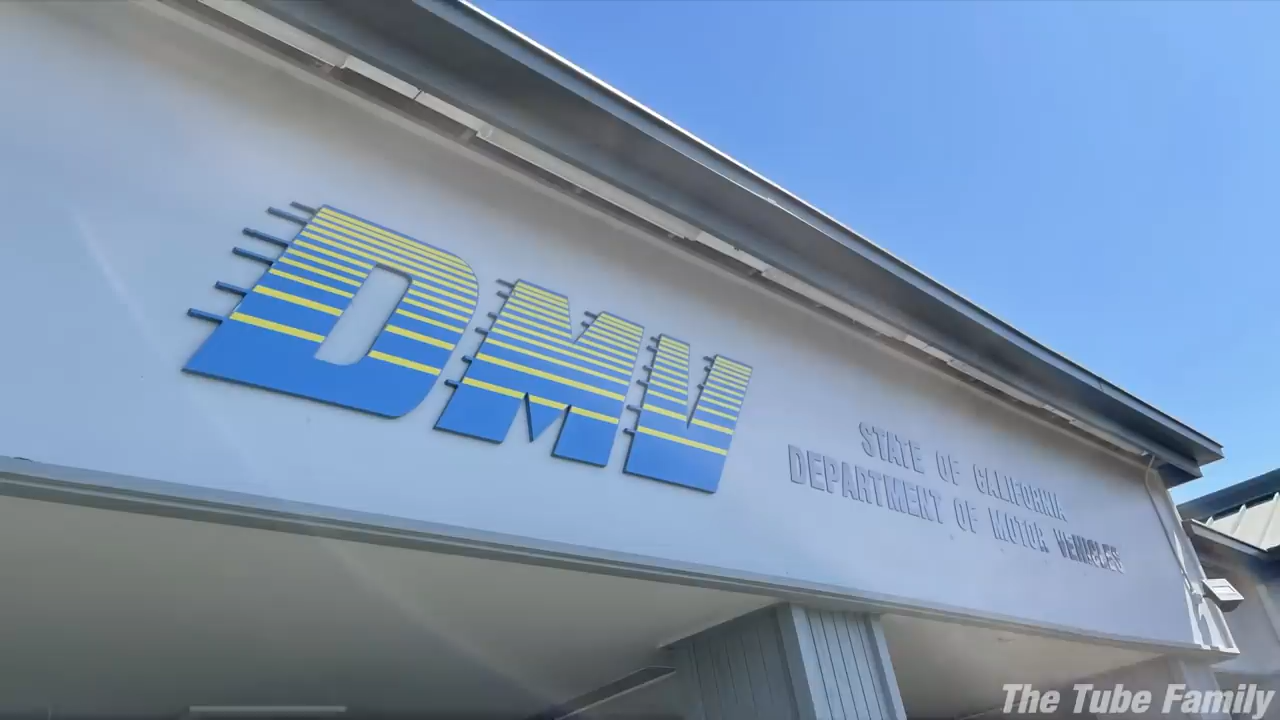 DMV
STATE OF CALIFORNIA
DEPARTMENT OF MOTOR VEHICLES
The Tube Family